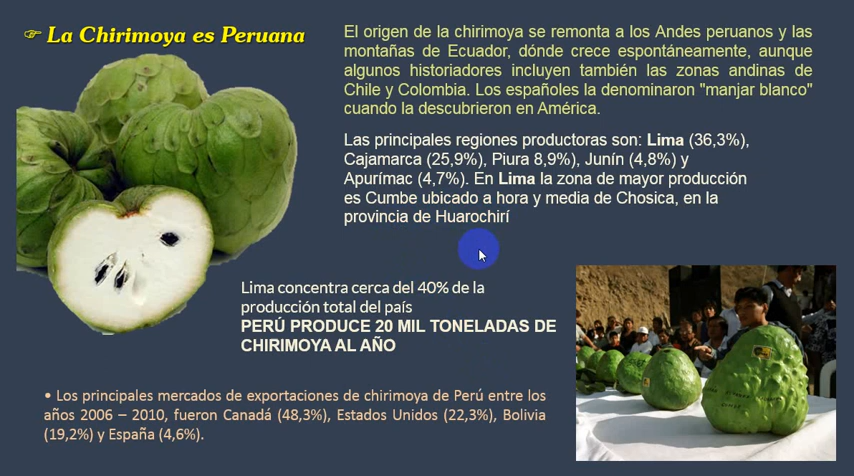 ☞ La Chirimoya es Peruana
El origen de la chirimoya se remonta a los Andes peruanos y las
montañas de Ecuador, dónde crece espontáneamente, aunque
algunos historiadores incluyen también las zonas andinas de
Chile y Colombia. Los españoles la denominaron "manjar blanco"
cuando la descubrieron en América.
Las principales regiones productoras son: Lima (36,3%),
Cajamarca (25,9%), Piura 8,9%), Junín (4,8%) y
Apurímac (4,7%). En Lima la zona de mayor producción
es Cumbe ubicado a hora y media de Chosica, en la
provincia de Huarochirí
Lima concentra cerca del 40% de la
producción total del país
PERÚ PRODUCE 20 MIL TONELADAS DE
CHIRIMOYA AL AÑO
• Los principales mercados de exportaciones de chirimoya de Perú entre los
años 2006 – 2010, fueron Canadá (48,3%), Estados Unidos (22,3%), Bolivia
(19,2%) y España (4,6%).